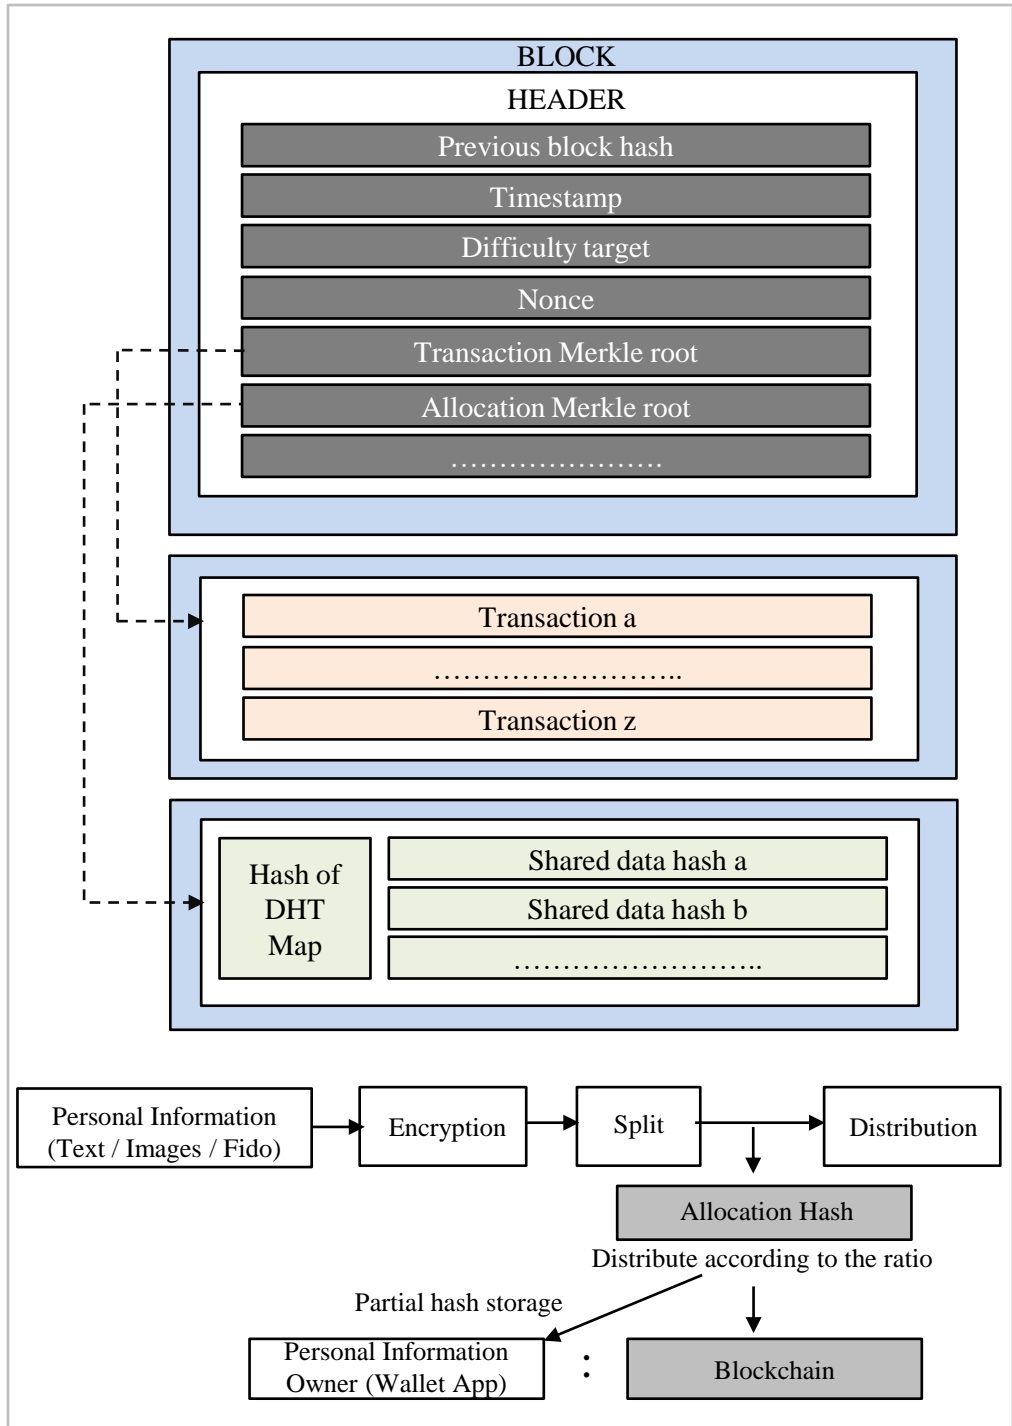 BLOCK
HEADER
Previous block hash
Timestamp
Difficulty target
Nonce
Transaction Merkle root
Allocation Merkle root
………………….
Transaction a
……………………..
Transaction z
Hash of
DHT
Map
Shared data hash a
Shared data hash b
……………………..
Personal Information
(Text / Images / Fido)
Encryption
Split
Distribution
Allocation Hash
Distribute according to the ratio
Partial hash storage
Personal Information
Owner (Wallet App)
:
Blockchain